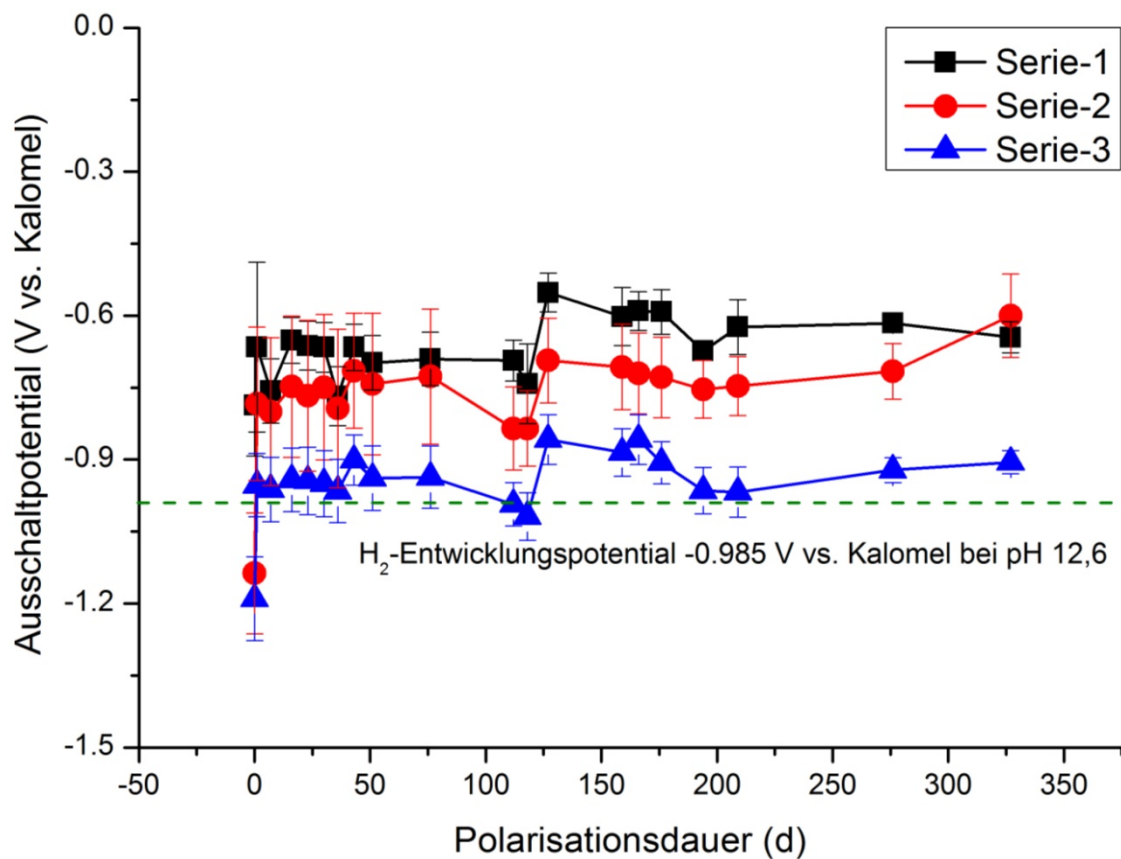 0.0
-0.3
-0.6
-0.9
-1.2
-1.5
Ausschaltpotential (V vs. Kalomel)
Serie-1
Serie-2
Serie-3
H₂-Entwicklungspotential -0.985 V vs. Kalomel bei pH 12,6
-50 0 50 100 150 200 250 300 350
Polarisationsdauer (d)